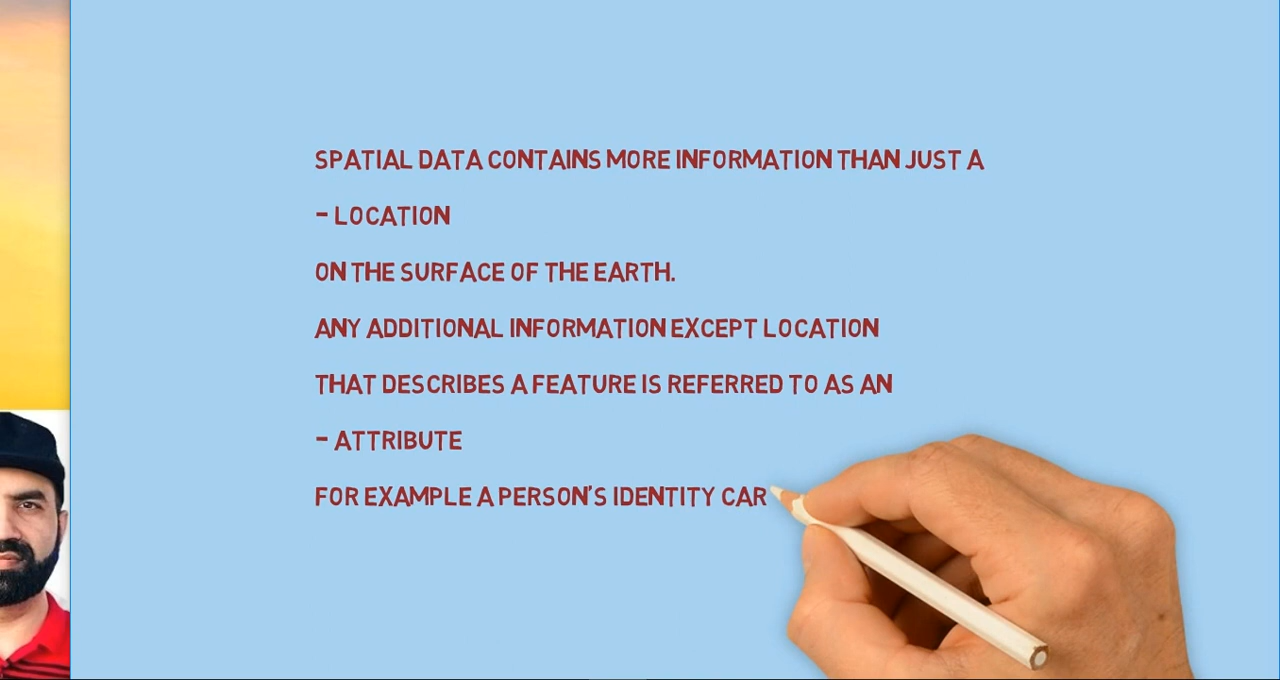 SPATIAL DATA CONTAINS MORE INFORMATION THAN JUST A
- LOCATION
ON THE SURFACE OF THE EARTH.
ANY ADDITIONAL INFORMATION EXCEPT LOCATION
THAT DESCRIBES A FEATURE IS REFERRED TO AS AN
- ATTRIBUTE
FOR EXAMPLE A PERSON'S IDENTITY CAR